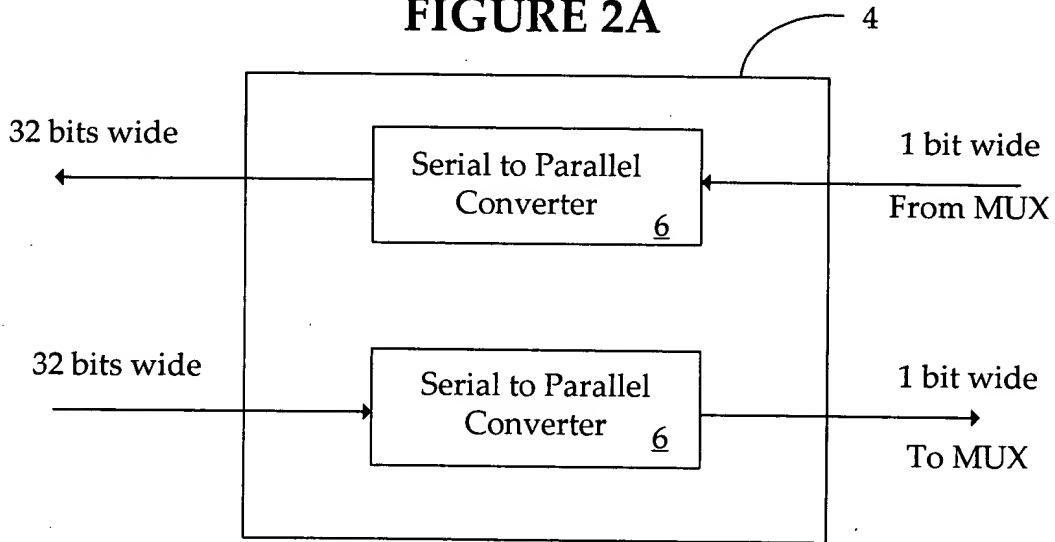 FIGURE 2A
4
32 bits wide
Serial to Parallel
Converter
6
1 bit wide
From MUX
32 bits wide
Serial to Parallel
Converter
6
1 bit wide
To MUX